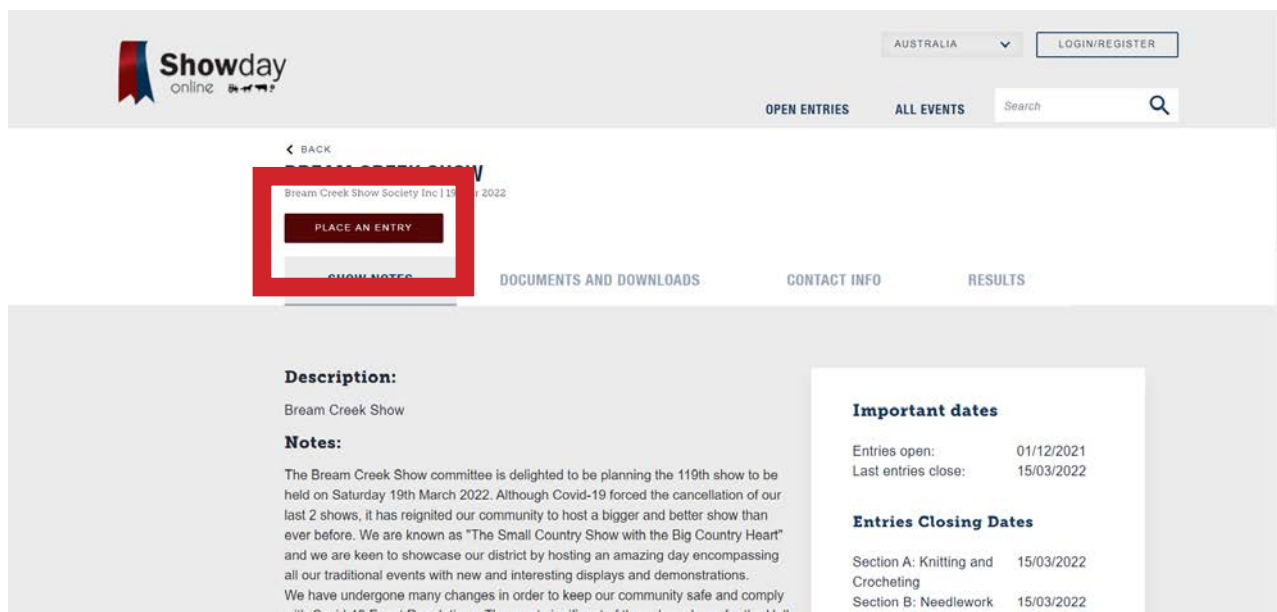 AUSTRALIA
LOGIN/REGISTER
Showday
online
OPEN ENTRIES
ALL EVENTS
Search
BACK
Bream Creek Show Society Inc | 19 2022
PLACE AN ENTRY
SHOW NOTES
DOCUMENTS AND DOWNLOADS
CONTACT INFO
RESULTS
Description:
Bream Creek Show
Notes:
The Bream Creek Show committee is delighted to be planning the 119th show to be
held on Saturday 19th March 2022. Although Covid-19 forced the cancellation of our
last 2 shows, it has reignited our community to host a bigger and better show than
ever before. We are known as "The Small Country Show with the Big Country Heart"
and we are keen to showcase our district by hosting an amazing day encompassing
all our traditional events with new and interesting displays and demonstrations.
We have undergone many changes in order to keep our community safe and comply
Important dates
Entries open: 01/12/2021
Last entries close: 15/03/2022
Entries Closing Dates
Section A: Knitting and 15/03/2022
Crocheting
Section B: Needlework 15/03/2022